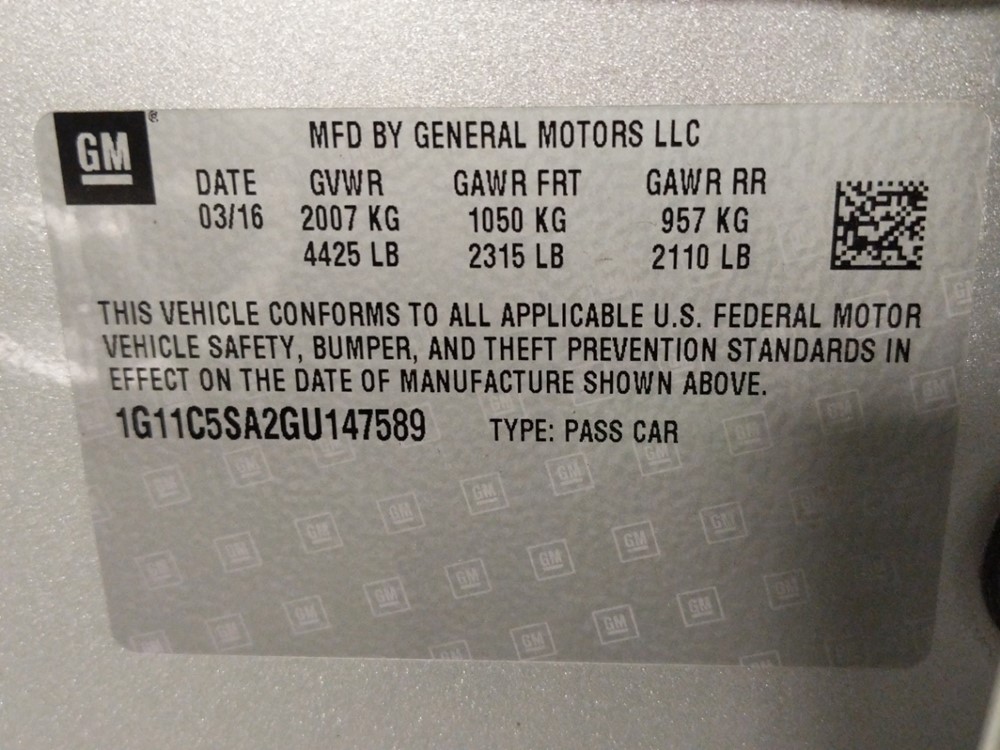 GM®
MFD BY GENERAL MOTORS LLC
DATE GVWR GAWR FRT GAWR RR
03/16 2007 KG 1050 KG 957 KG
4425 LB 2315 LB 2110 LB
THIS VEHICLE CONFORMS TO ALL APPLICABLE U.S. FEDERAL MOTOR
VEHICLE SAFETY, BUMPER, AND THEFT PREVENTION STANDARDS IN
EFFECT ON THE DATE OF MANUFACTURE SHOWN ABOVE.
1G11C5SA2GU147589 TYPE: PASS CAR